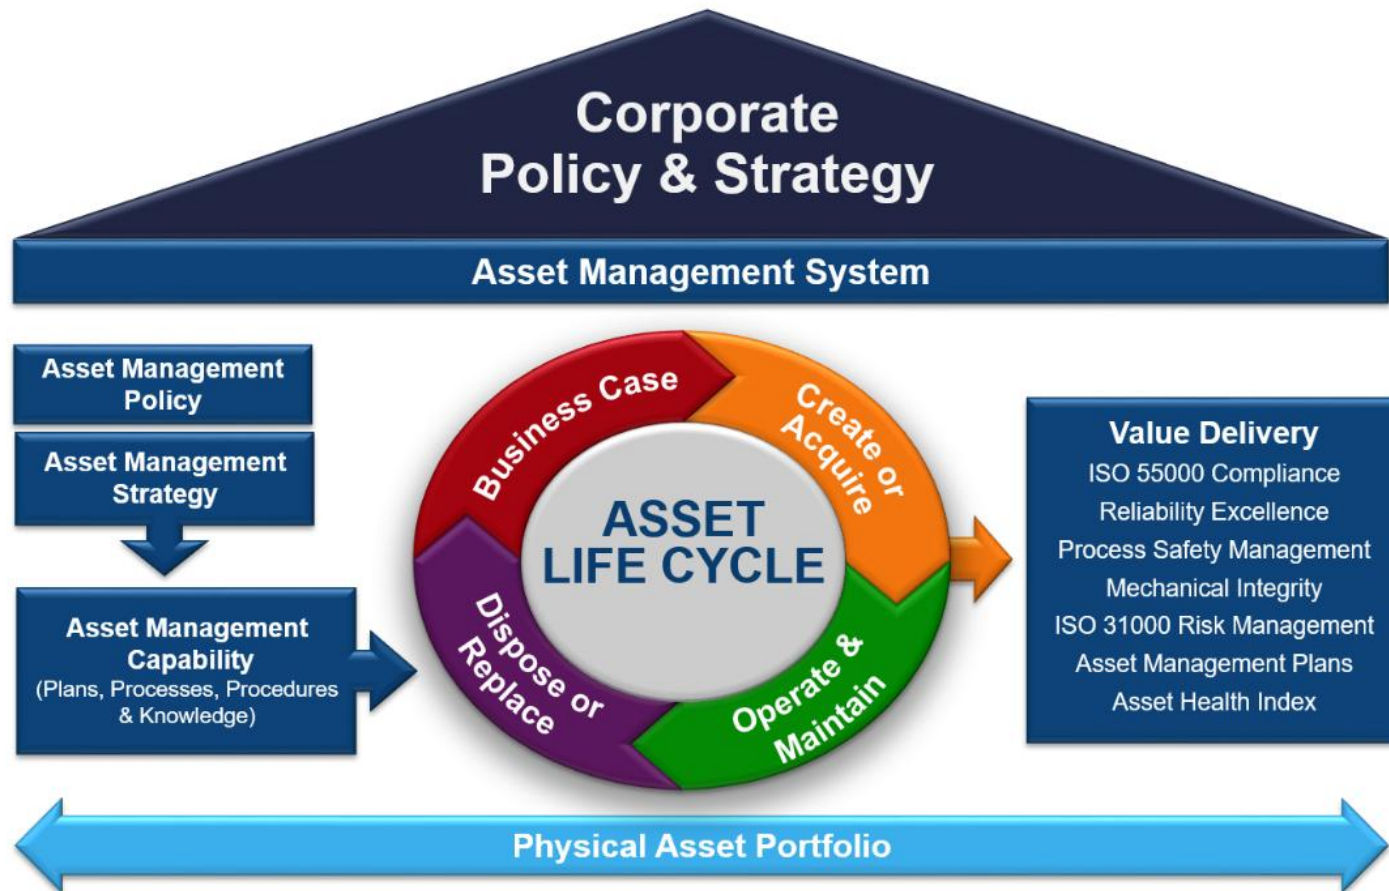 Corporate
Policy & Strategy
Asset Management System
Asset Management
Policy
Asset Management
Strategy
Asset Management
Capability
(Plans, Processes, Procedures
& Knowledge)
Business Case
Create or
Acquire
Operate &
Maintain
Dispose or
Replace
ASSET
LIFE CYCLE
Value Delivery
ISO 55000 Compliance
Reliability Excellence
Process Safety Management
Mechanical Integrity
ISO 31000 Risk Management
Asset Management Plans
Asset Health Index
Physical Asset Portfolio